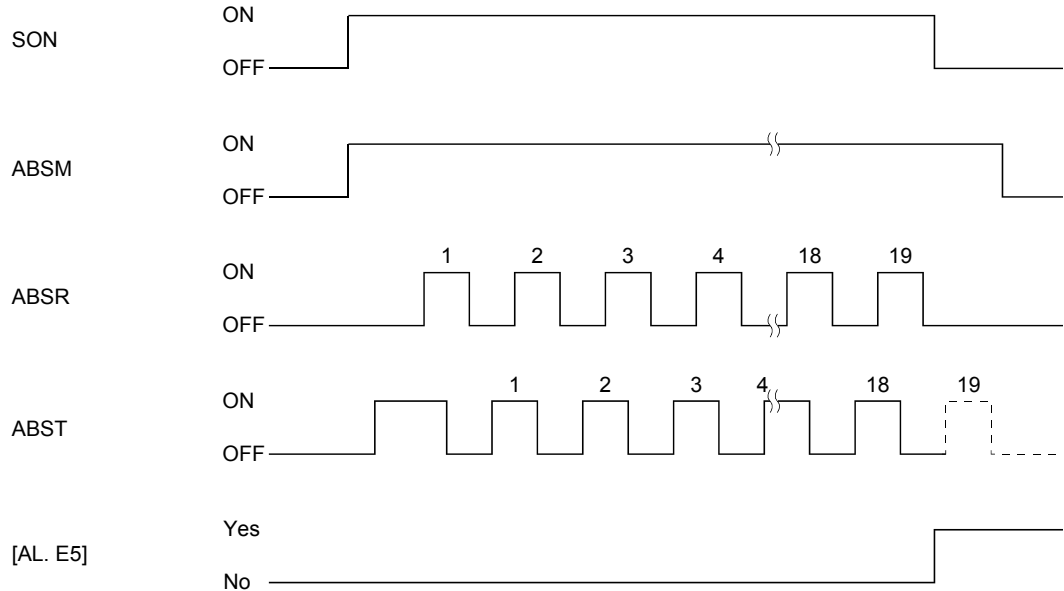 SON
ON
OFF
ABSM
ON
OFF
ABSR
ON
OFF
1 2 3 4 18 19
ABST
ON
OFF
1 2 3 4 18 19
[AL. E5]
Yes
No